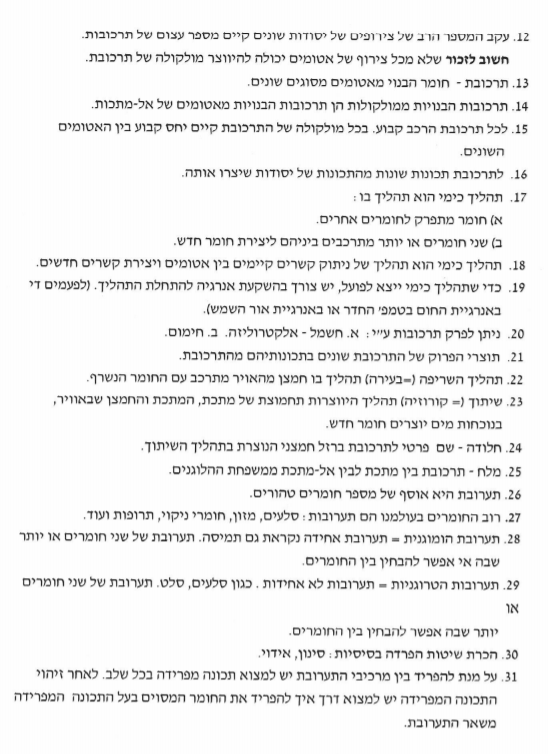 12. עקב המספר הרב של צירופים של יסודות שונים קיים מספר עצום של תרכובות.
חשוב לזכור שלא מכל צירוף של אטומים יכולה להיווצר מולקולה של תרכובת.
13. תרכובת - חומר הבנוי מאטומים מסוגים שונים.
14. תרכובות הבנויות ממולקולות הן תרכובות הבנויות מאטומים של אל-מתכות.
15. לכל תרכובת הרכב קבוע. בכל מולקולה של התרכובת קיים יחס קבוע בין האטומים
השונים.
16. לתרכובת תכונות שונות מהתכונות של יסודות שיצרו אותה.
17. תהליך כימי הוא תהליך בו:
א) חומר מתפרק לחומרים אחרים.
ב) שני חומרים או יותר מתרכבים ביניהם ליצירת חומר חדש.
18. תהליך כימי הוא תהליך של ניתוק קשרים קיימים בין אטומים ויצירת קשרים חדשים.
19. כדי שתהליך כימי ייצא לפועל, יש צורך בהשקעת אנרגיה להתחלת התהליך. (לפעמים די
באנרגיית החום בטמפ' החדר או באנרגיית אור השמש).
20. ניתן לפרק תרכובות ע"י: א. חשמל - אלקטרוליזה. ב. חימום.
21. תוצרי הפרוק של התרכובת שונים בתכונותיהם מהתרכובת.
22. תהליך השריפה (=בעירה) תהליך בו חמצן מהאויר מתרכב עם החומר הנשרף.
23. שיתוך (= קורוזיה) תהליך היווצרות תחמוצת של מתכת, המתכת והחמצן שבאוויר,
בנוכחות מים יוצרים חומר חדש.
24. חלודה - שם פרטי לתרכובת ברזל חמצני הנוצרת בתהליך השיתוך.
25. מלח - תרכובת בין מתכת לבין אל-מתכת ממשפחת ההלוגנים.
26. תערובת היא אוסף של מספר חומרים טהורים.
27. רוב החומרים בעולמנו הם תערובות: סלעים, מזון, חומרי ניקוי, תרופות ועוד.
28. תערובת הומוגנית = תערובת אחידה נקראת גם תמיסה. תערובת של שני חומרים או יותר
שבה אי אפשר להבחין בין החומרים.
29. תערובות הטרוגניות = תערובות לא אחידות . כגון סלעים, סלט. תערובת של שני חומרים
או
יותר שבה אפשר להבחין בין החומרים.
30. הכרת שיטות הפרדה בסיסיות: סינון, אידוי.
31. על מנת להפריד בין מרכיבי התערובת יש למצוא תכונה מפרידה בכל שלב. לאחר זיהוי
התכונה המפרידה יש למצוא דרך איך להפריד את החומר המסוים בעל התכונה המפרידה
משאר התערובת.